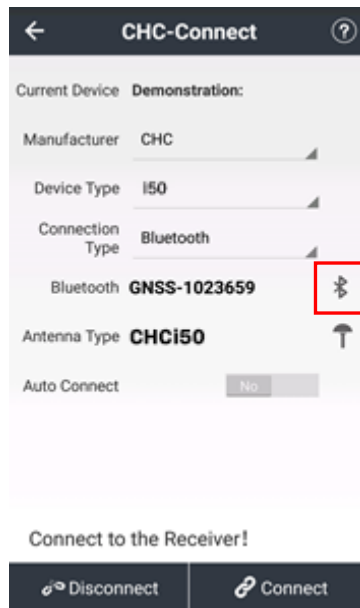 CHC-Connect ?
Current Device Demonstration:
Manufacturer CHC
Device Type I50
Connection
Type Bluetooth
Bluetooth GNSS-1023659
Antenna Type CHCi50
Auto Connect No
Connect to the Receiver!
Disconnect Connect